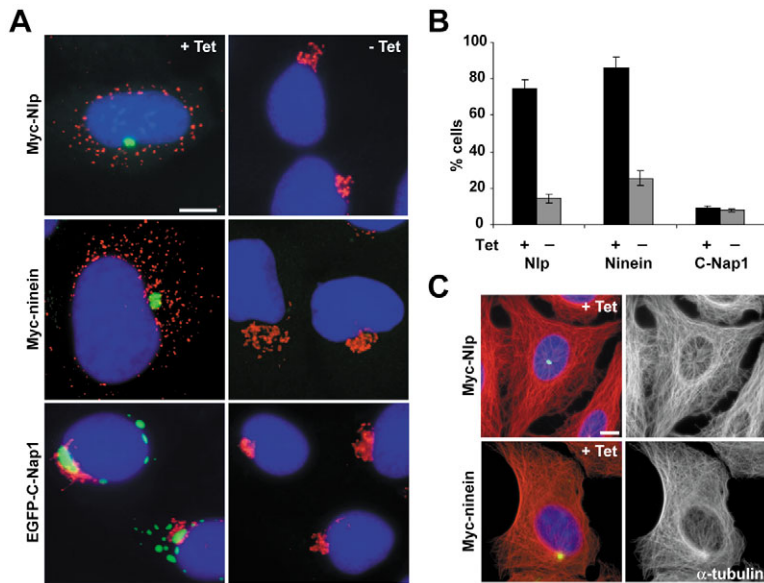 A
+ Tet
- Tet
Myc-Nlp
Myc-ninein
EGFP-C-Nap1
B
% cells
100
80
60
40
20
0
Tet + − + − + −
Nlp Ninein C-Nap1
C
+ Tet
Myc-Nlp
+ Tet
Myc-ninein
α-tubulin